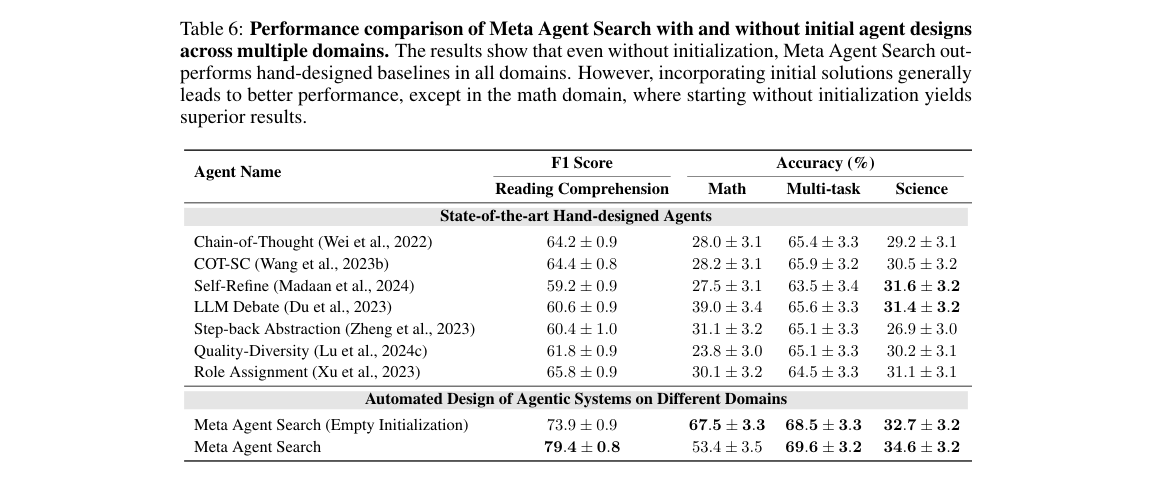 Table 6: Performance comparison of Meta Agent Search with and without initial agent designs
across multiple domains. The results show that even without initialization, Meta Agent Search out-
performs hand-designed baselines in all domains. However, incorporating initial solutions generally
leads to better performance, except in the math domain, where starting without initialization yields
superior results.
Agent Name F1 Score Accuracy (%)
Reading Comprehension Math Multi-task Science
State-of-the-art Hand-designed Agents
Chain-of-Thought (Wei et al., 2022) 64.2 ± 0.9 28.0 ± 3.1 65.4 ± 3.3 29.2 ± 3.1
COT-SC (Wang et al., 2023b) 64.4 ± 0.8 28.2 ± 3.1 65.9 ± 3.2 30.5 ± 3.2
Self-Refine (Madaan et al., 2024) 59.2 ± 0.9 27.5 ± 3.1 63.5 ± 3.4 31.6 ± 3.2
LLM Debate (Du et al., 2023) 60.6 ± 0.9 39.0 ± 3.4 65.6 ± 3.3 31.4 ± 3.2
Step-back Abstraction (Zheng et al., 2023) 60.4 ± 1.0 31.1 ± 3.2 65.1 ± 3.3 26.9 ± 3.0
Quality-Diversity (Lu et al., 2024c) 61.8 ± 0.9 23.8 ± 3.0 65.1 ± 3.3 30.2 ± 3.1
Role Assignment (Xu et al., 2023) 65.8 ± 0.9 30.1 ± 3.2 64.5 ± 3.3 31.1 ± 3.1
Automated Design of Agentic Systems on Different Domains
Meta Agent Search (Empty Initialization) 73.9 ± 0.9 67.5 ± 3.3 68.5 ± 3.3 32.7 ± 3.2
Meta Agent Search 79.4 ± 0.8 53.4 ± 3.5 69.6 ± 3.2 34.6 ± 3.2